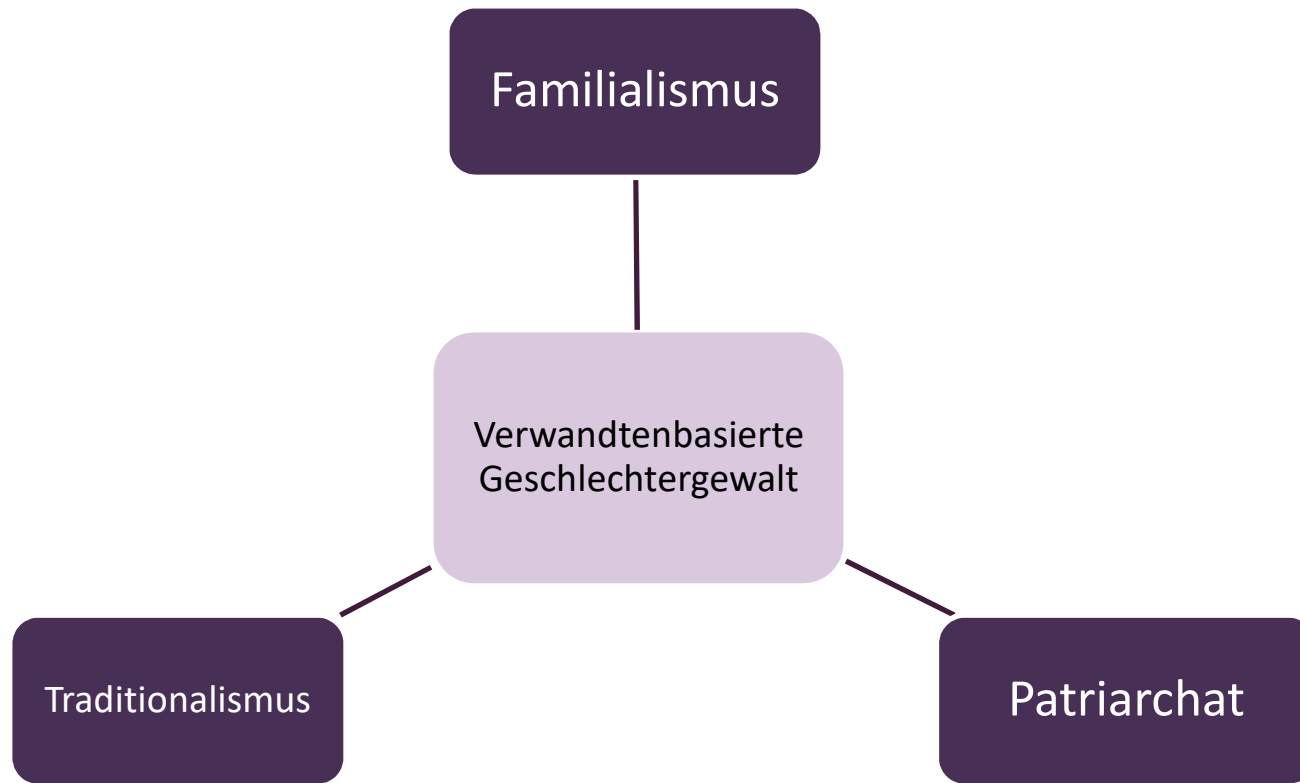 Familialismus
Verwandtenbasierte
Geschlechtergewalt
Traditionalismus
Patriarchat